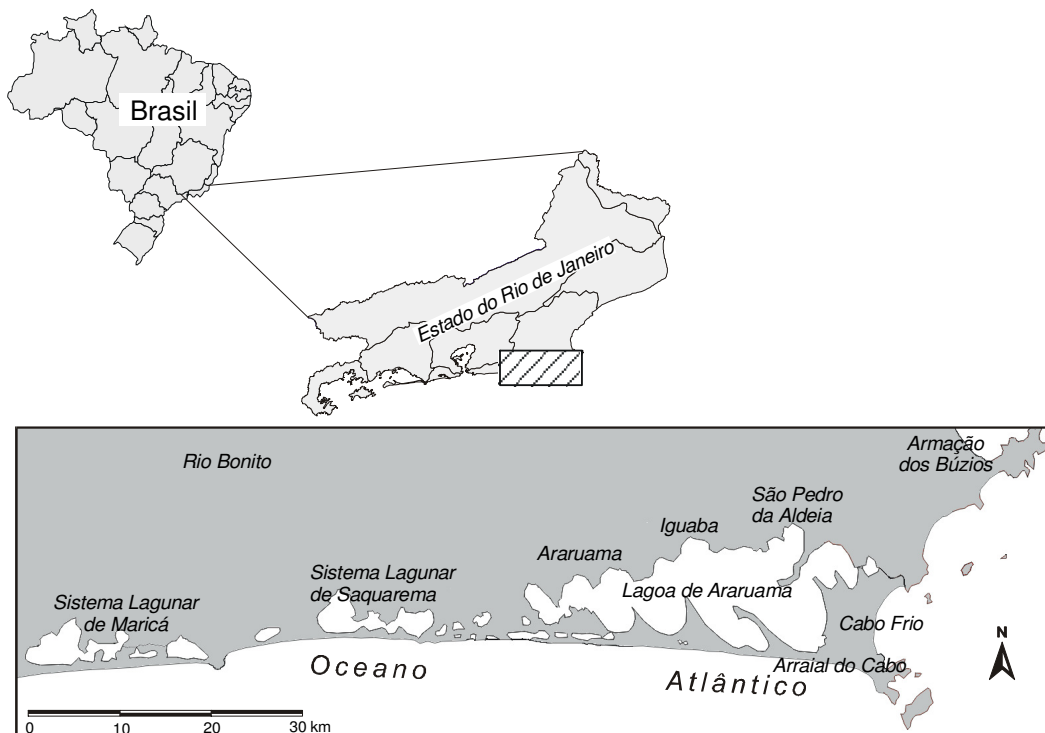 Brasil
Estado do Rio de Janeiro
Armação
dos Búzios
Rio Bonito
São Pedro
da Aldeia
Iguaba
Araruama
Sistema Lagunar
de Saquarema
Lagoa de Araruama
Sistema Lagunar
de Maricá
Cabo Frio
N
Arraial do Cabo
Oceano
Atlântico
0 10 20 30 km